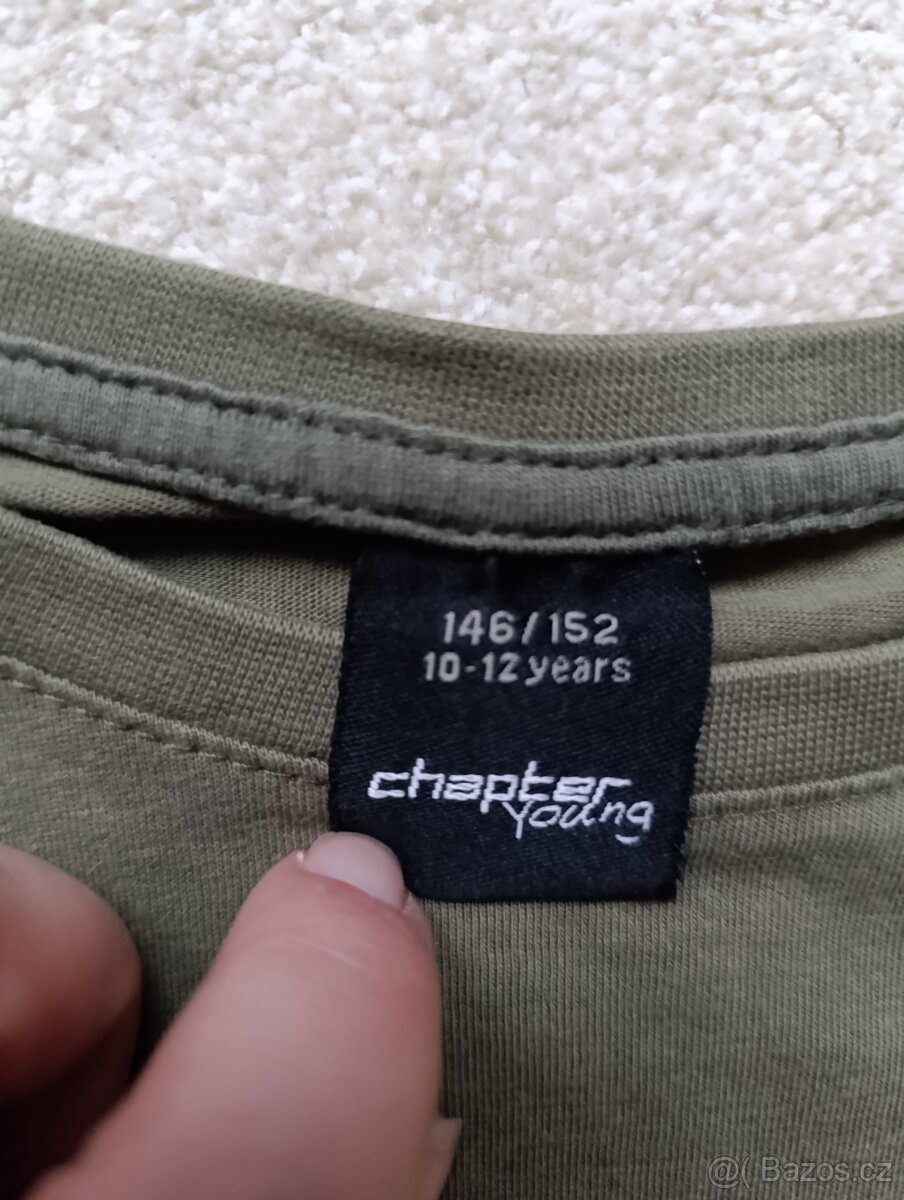 146/152
10-12 years
chapter
young
@( Bazos.cz